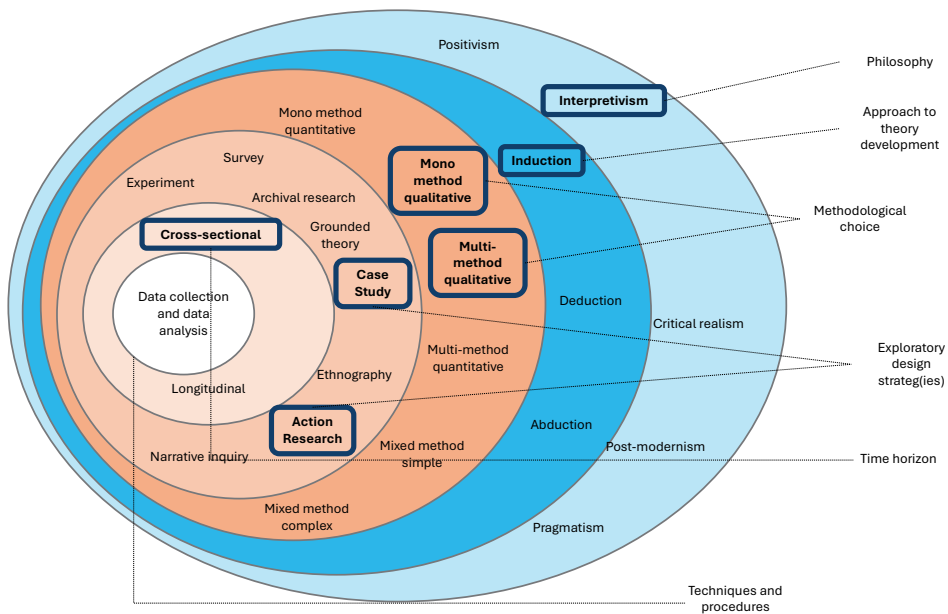 Positivism
Philosophy
Interpretivism
Mono method
quantitative
Approach to
theory
development
Survey
Induction
Experiment
Mono
method
qualitative
Archival research
Methodological
choice
Cross-sectional
Grounded
theory
Multi-
method
qualitative
Case
Study
Data collection
and data
analysis
Deduction
Critical realism
Multi-method
quantitative
Exploratory
design
strateg(ies)
Ethnography
Longitudinal
Action
Research
Abduction
Mixed method
simple
Post-modernism
Narrative inquiry
Time horizon
Mixed method
complex
Pragmatism
Techniques and
procedures